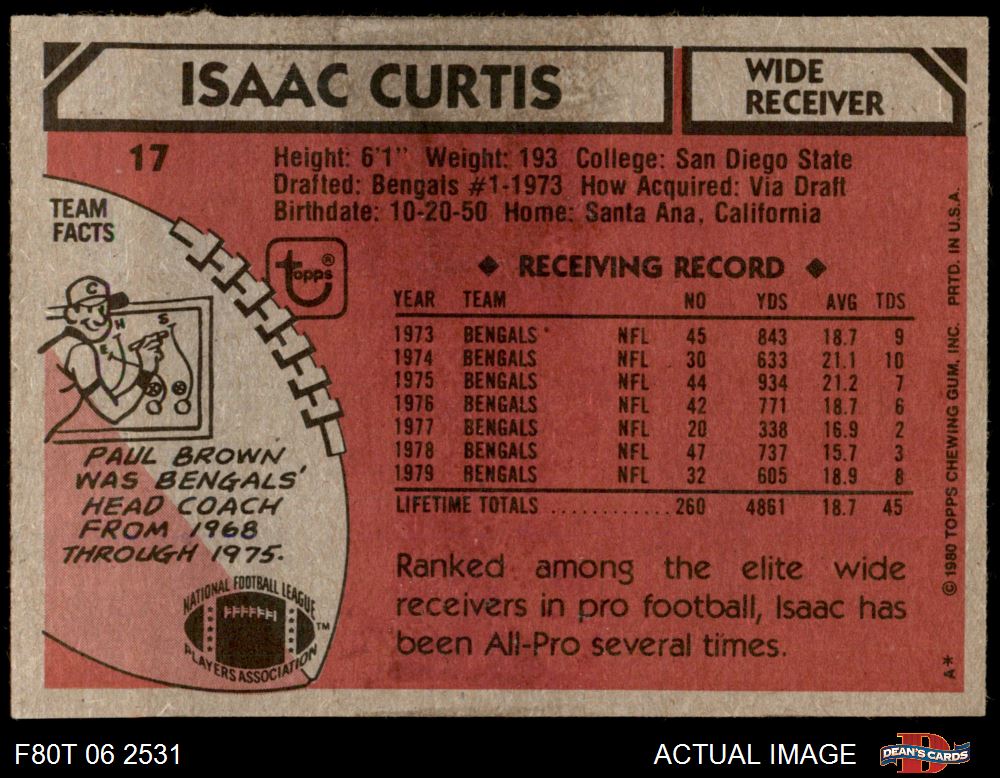 ISAAC CURTIS
WIDE
RECEIVER
17
Height: 6'1" Weight: 193 College: San Diego State
Drafted: Bengals #1-1973 How Acquired: Via Draft
Birthdate: 10-20-50 Home: Santa Ana, California
TEAM
FACTS
C
H
S
E
topps®
◆ RECEIVING RECORD ◆
YEAR TEAM NO YDS AVG TDS
1973 BENGALS NFL 45 843 18.7 9
1974 BENGALS NFL 30 633 21.1 10
1975 BENGALS NFL 44 934 21.2 7
1976 BENGALS NFL 42 771 18.7 6
1977 BENGALS NFL 20 338 16.9 2
1978 BENGALS NFL 47 737 15.7 3
1979 BENGALS NFL 32 605 18.9 8
LIFETIME TOTALS ............ 260 4861 18.7 45
PAUL BROWN
WAS BENGALS'
HEAD COACH
FROM 1968
THROUGH 1975.
NATIONAL FOOTBALL LEAGUE
NFLPA
PLAYERS ASSOCIATION
TM
Ranked among the elite wide
receivers in pro football, Isaac has
been All-Pro several times.
A* © 1980 TOPPS CHEWING GUM, INC. PRTD. IN U.S.A.
F80T 06 2531
ACTUAL IMAGE
D
DEAN'S CARDS